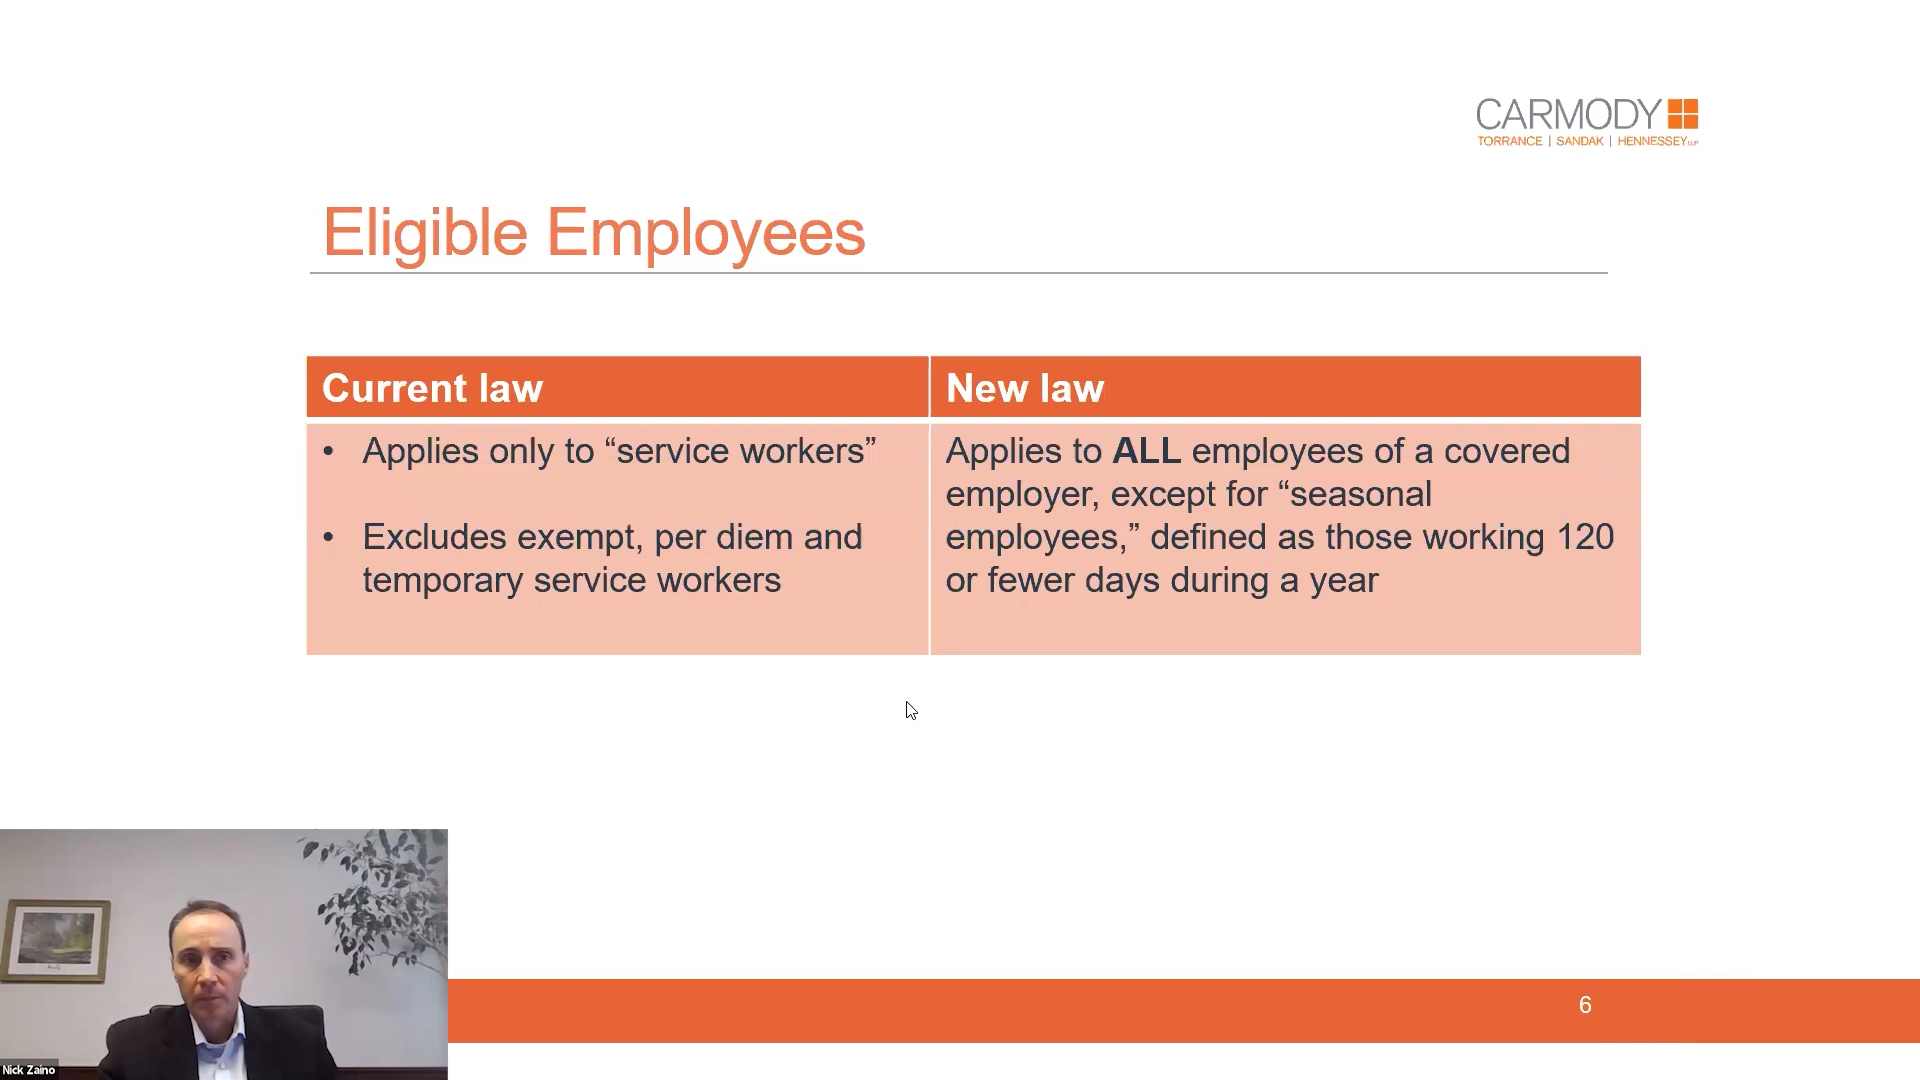 CARMODY
TORRANCE | SANDAK | HENNESSEY LLP
Eligible Employees
Current law
New law
• Applies only to “service workers”
• Excludes exempt, per diem and
temporary service workers
Applies to ALL employees of a covered
employer, except for “seasonal
employees,” defined as those working 120
or fewer days during a year
6
Nick Zaino